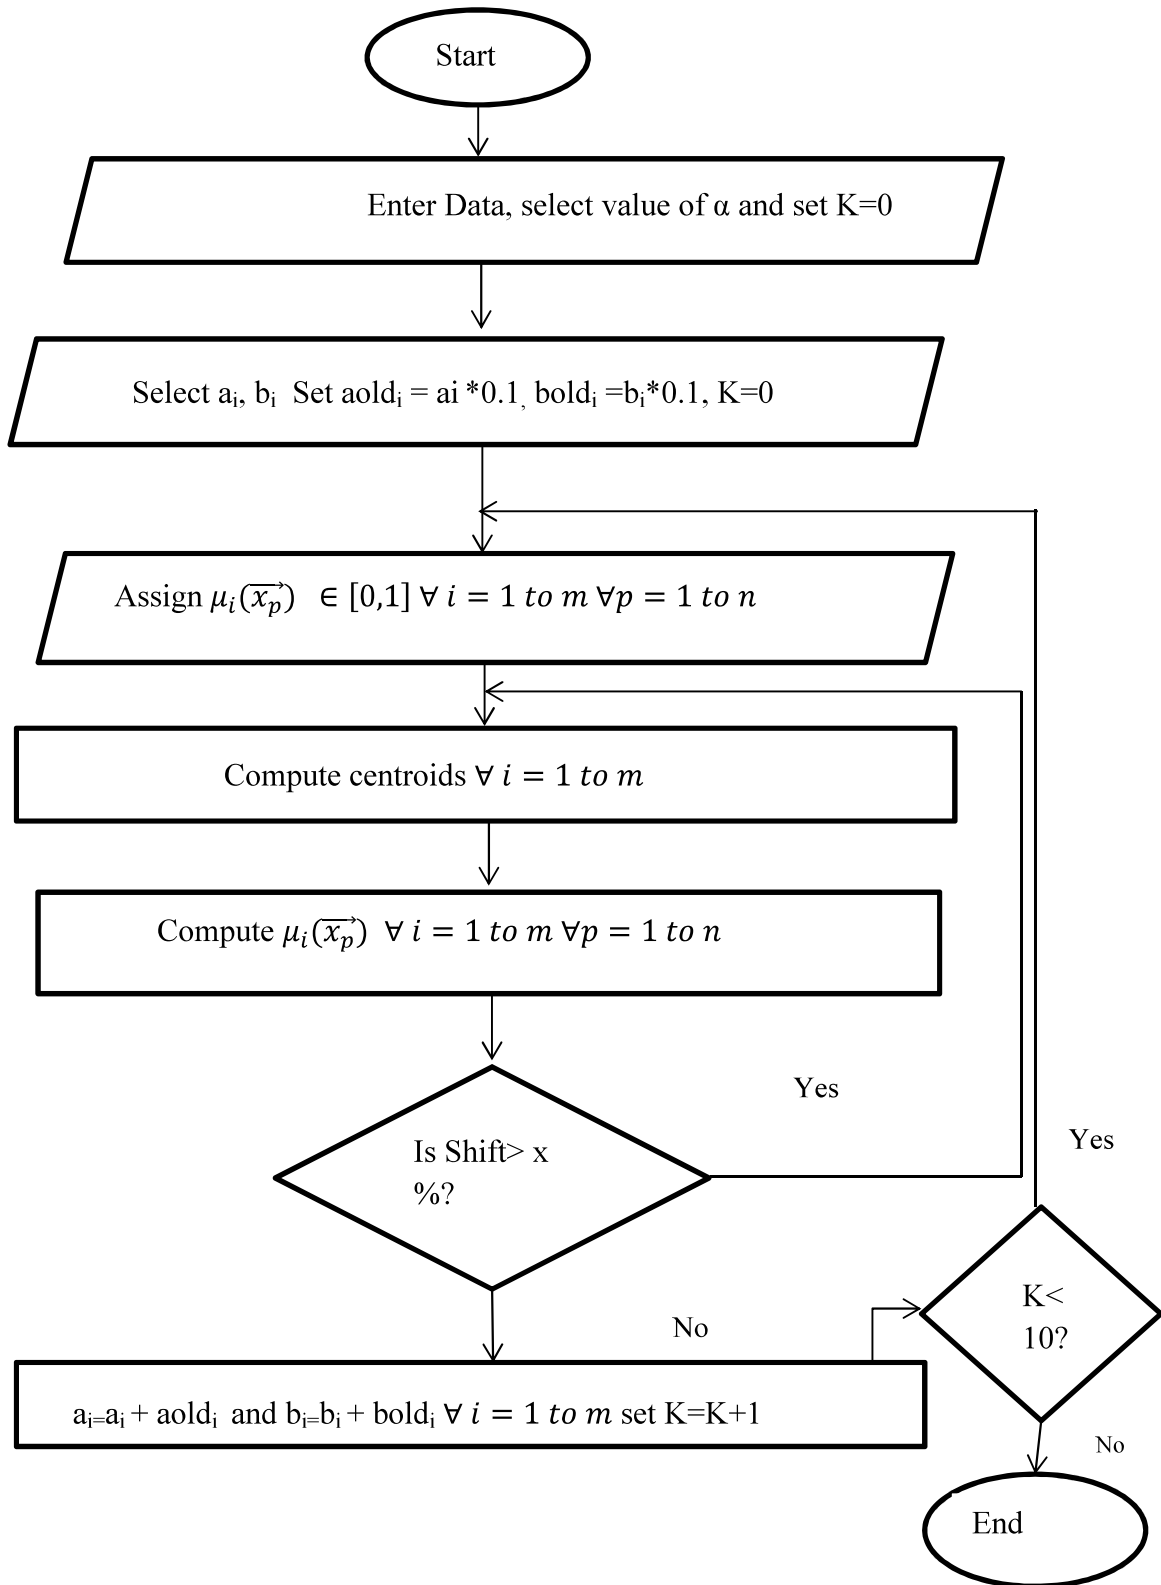 Start
Enter Data, select value of α and set K=0
Select aᵢ, bᵢ Set aoldᵢ = ai *0.1, boldᵢ =bᵢ*0.1, K=0
Assign 𝜇ᵢ(𝑥ₚ⃗) ∈ [0,1] ∀ 𝑖 = 1 𝑡𝑜 𝑚 ∀𝑝 = 1 𝑡𝑜 𝑛
Compute centroids ∀ 𝑖 = 1 𝑡𝑜 𝑚
Compute 𝜇ᵢ(𝑥ₚ⃗) ∀ 𝑖 = 1 𝑡𝑜 𝑚 ∀𝑝 = 1 𝑡𝑜 𝑛
Yes
Is Shift> x
%?
Yes
K<
10?
No
aᵢ₌aᵢ + aoldᵢ and bᵢ₌bᵢ + boldᵢ ∀ 𝑖 = 1 𝑡𝑜 𝑚 set K=K+1
No
End